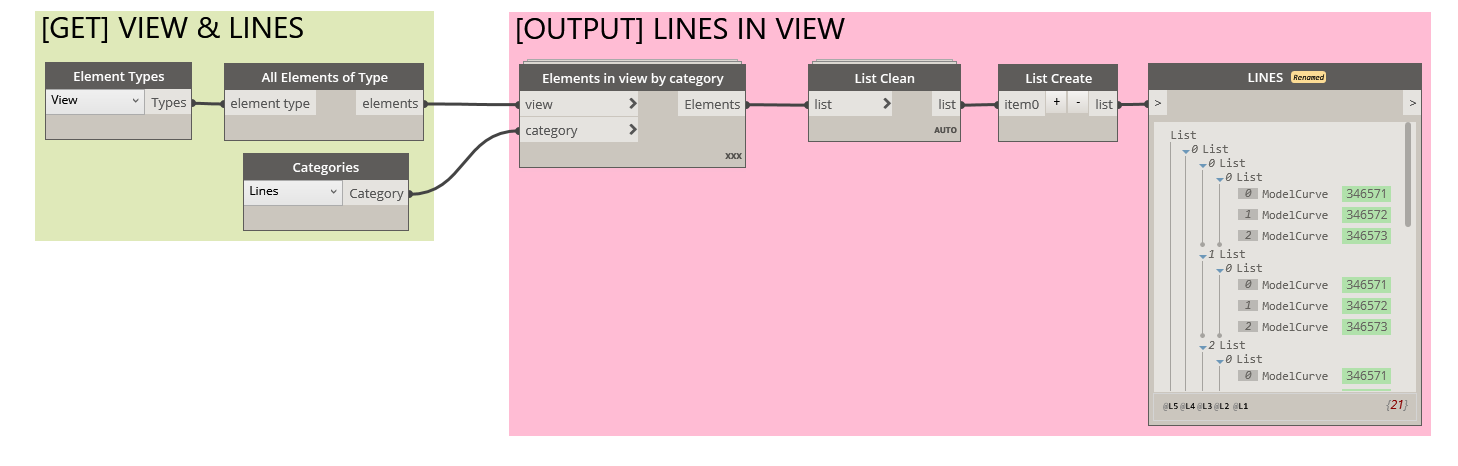 [GET] VIEW & LINES
Element Types
View
Types
All Elements of Type
element type
elements
Categories
Lines
Category
[OUTPUT] LINES IN VIEW
Elements in view by category
view
>
Elements
category
>
xxx
List Clean
list
>
list
AUTO
List Create
item0
+
-
list
LINES Renamed
>
>
List
0 List
0 List
0 List
0 ModelCurve 346571
1 ModelCurve 346572
2 ModelCurve 346573
1 List
0 List
0 ModelCurve 346571
1 ModelCurve 346572
2 ModelCurve 346573
2 List
0 List
0 ModelCurve 346571
@L5 @L4 @L3 @L2 @L1
{21}